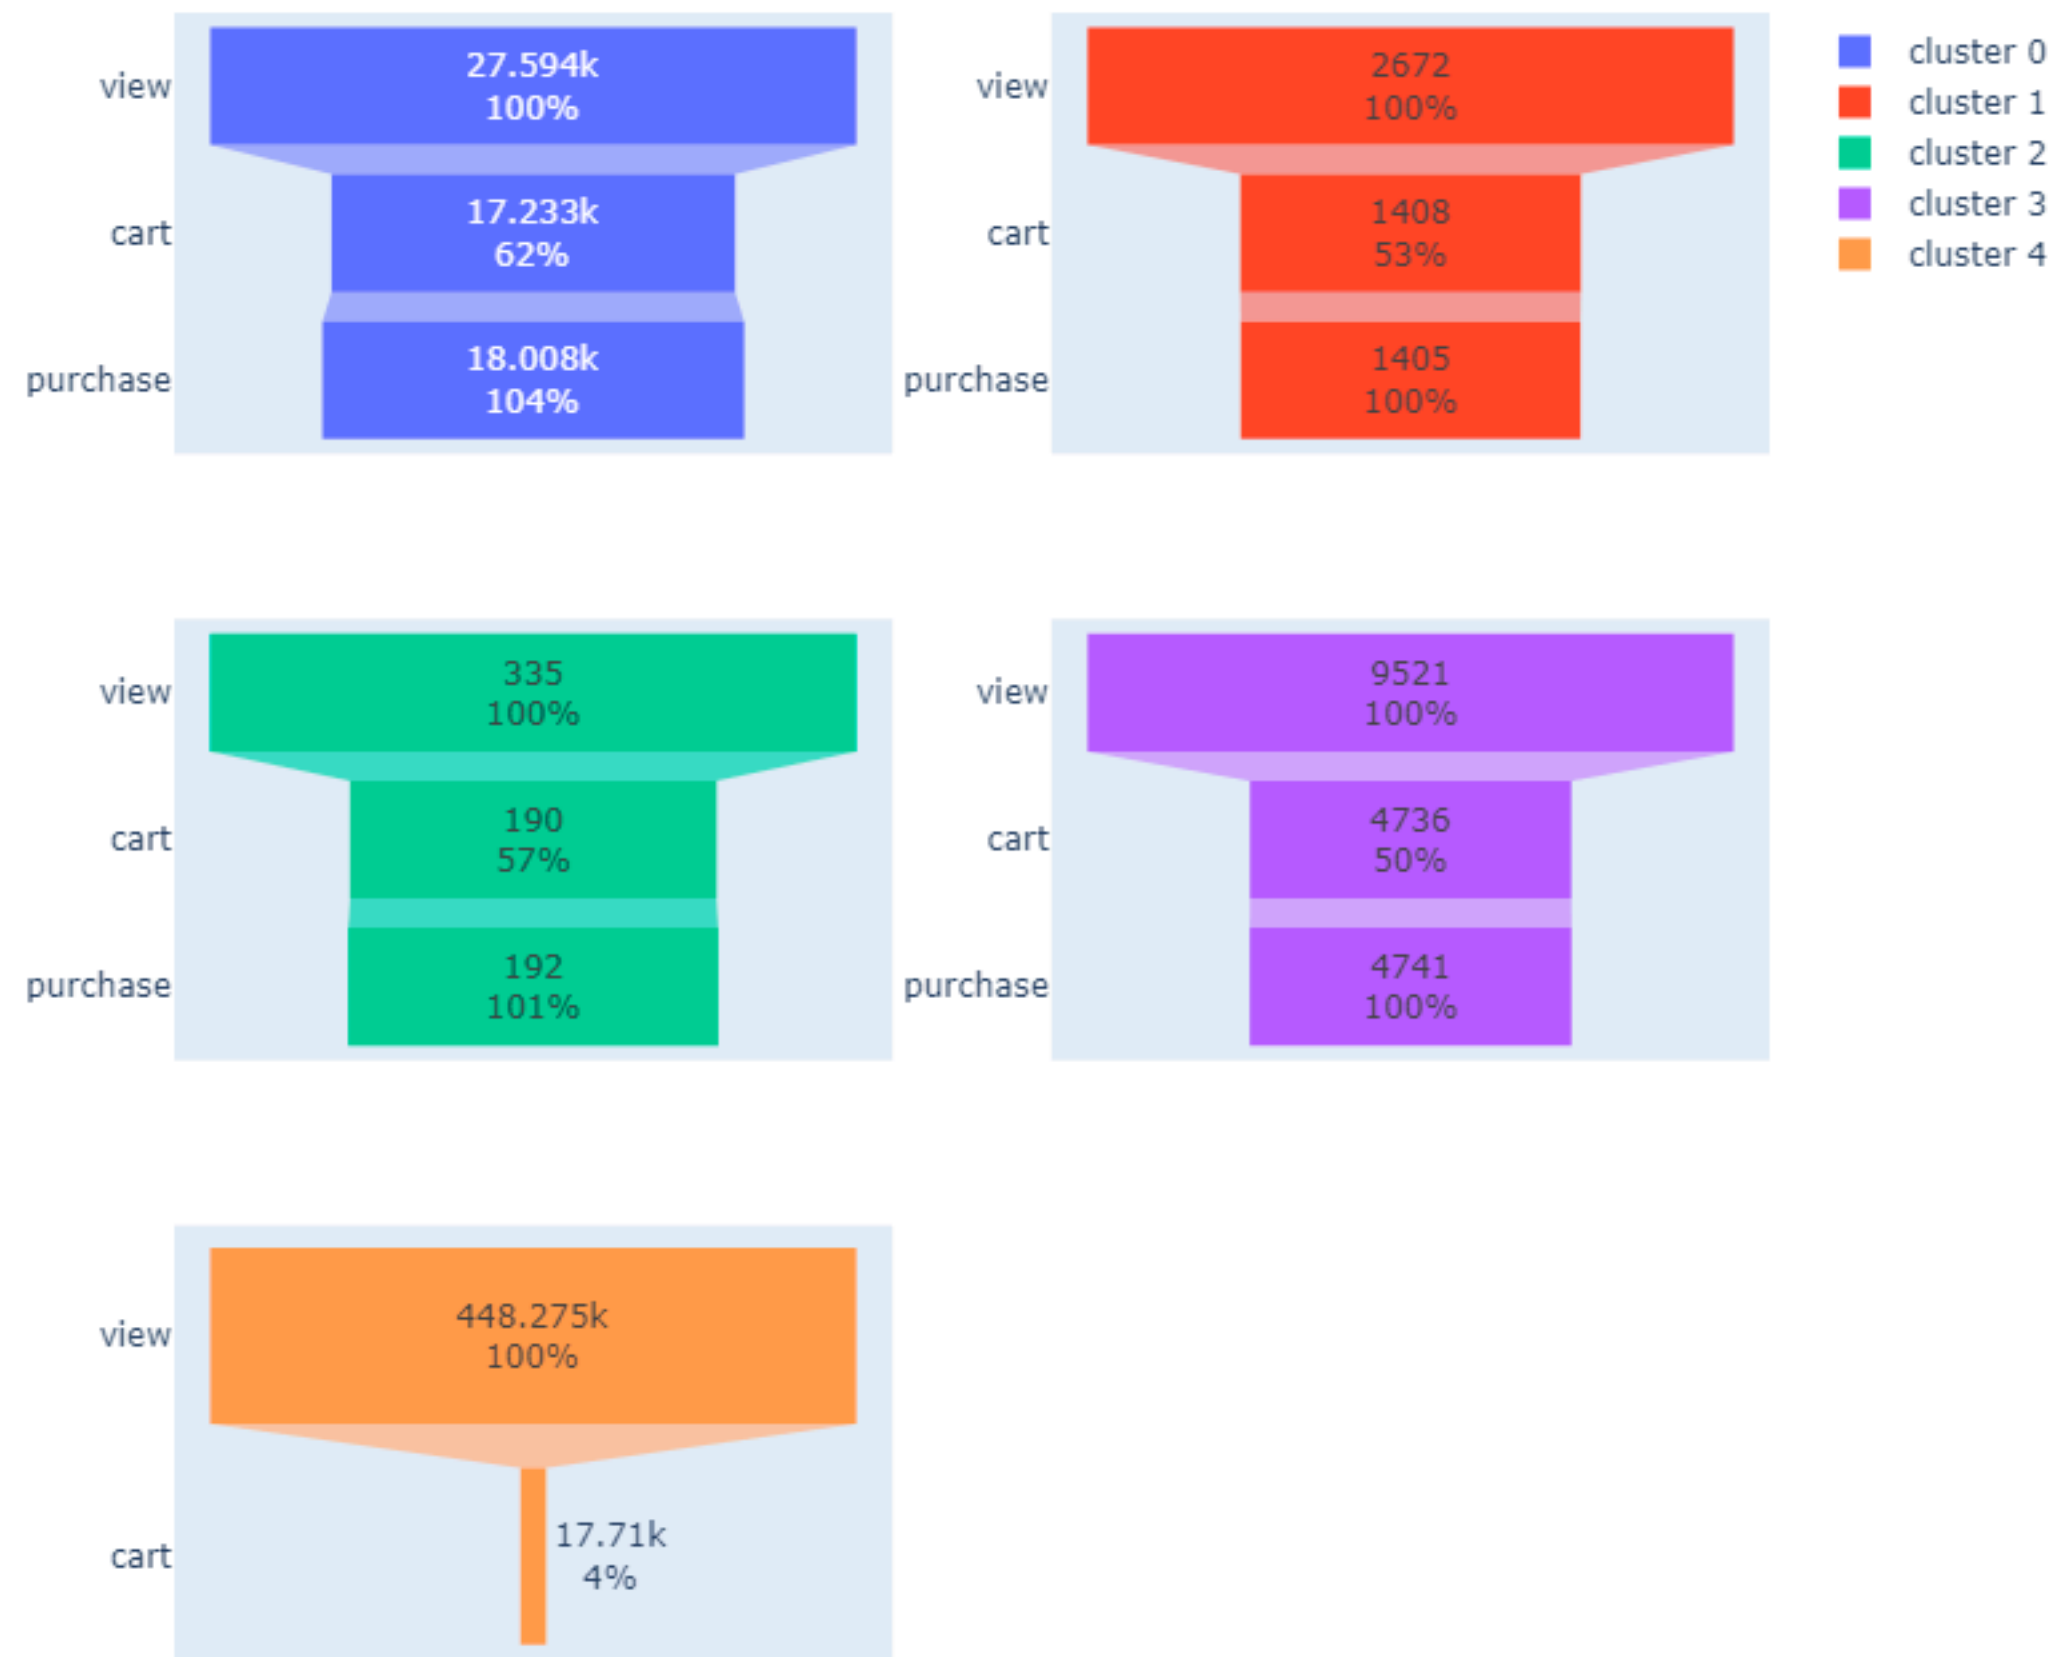 view
27.594k
100%
cart
17.233k
62%
purchase
18.008k
104%
view
2672
100%
cart
1408
53%
purchase
1405
100%
cluster 0
cluster 1
cluster 2
cluster 3
cluster 4
view
335
100%
cart
190
57%
purchase
192
101%
view
9521
100%
cart
4736
50%
purchase
4741
100%
view
448.275k
100%
cart
17.71k
4%